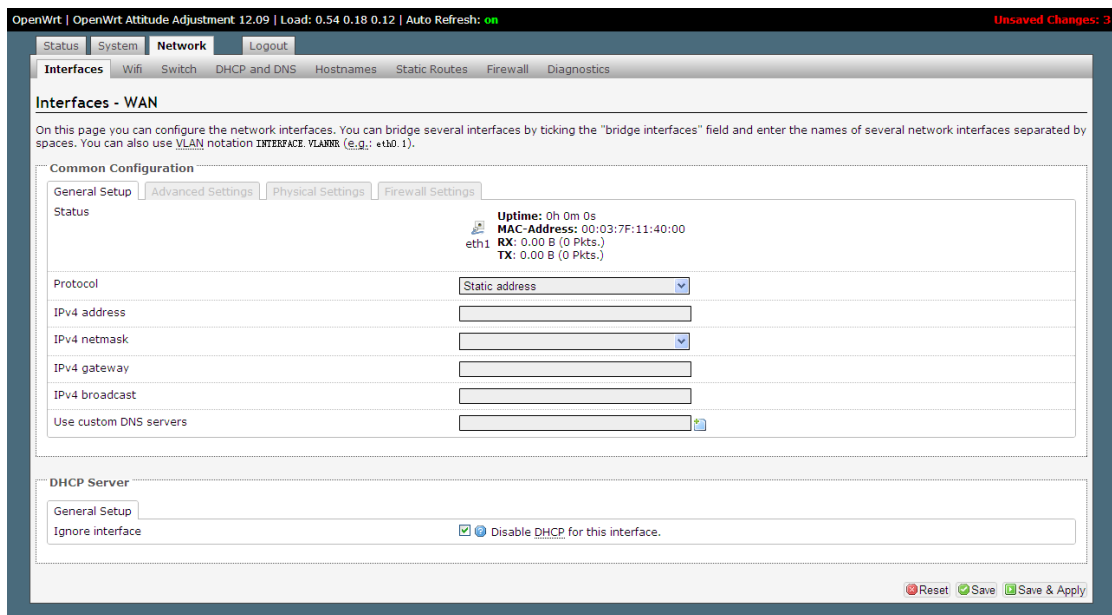 OpenWrt | OpenWrt Attitude Adjustment 12.09 | Load: 0.54 0.18 0.12 | Auto Refresh: on Unsaved Changes: 3
Status System Network Logout
Interfaces Wifi Switch DHCP and DNS Hostnames Static Routes Firewall Diagnostics
Interfaces - WAN
On this page you can configure the network interfaces. You can bridge several interfaces by ticking the "bridge interfaces" field and enter the names of several network interfaces separated by
spaces. You can also use VLAN notation INTERFACE.VLANNR (e.g.: eth0.1).
Common Configuration
General Setup Advanced Settings Physical Settings Firewall Settings
Status
Uptime: 0h 0m 0s
MAC-Address: 00:03:7F:11:40:00
eth1 RX: 0.00 B (0 Pkts.)
TX: 0.00 B (0 Pkts.)
Protocol Static address
IPv4 address
IPv4 netmask
IPv4 gateway
IPv4 broadcast
Use custom DNS servers
DHCP Server
General Setup
Ignore interface Disable DHCP for this interface.
Reset Save Save & Apply